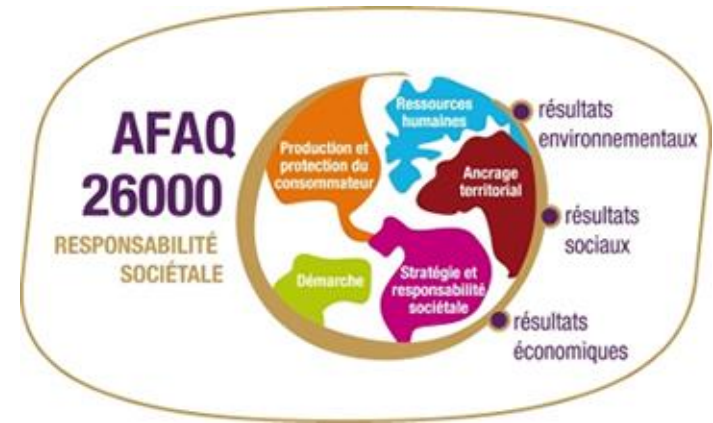 AFAQ
26000
RESPONSABILITÉ
SOCIÉTALE
Production et
protection du
consommateur
Ressources
humaines
Ancrage
territorial
Démarche
Stratégie et
responsabilité
sociétale
résultats
environnementaux
résultats
sociaux
résultats
économiques